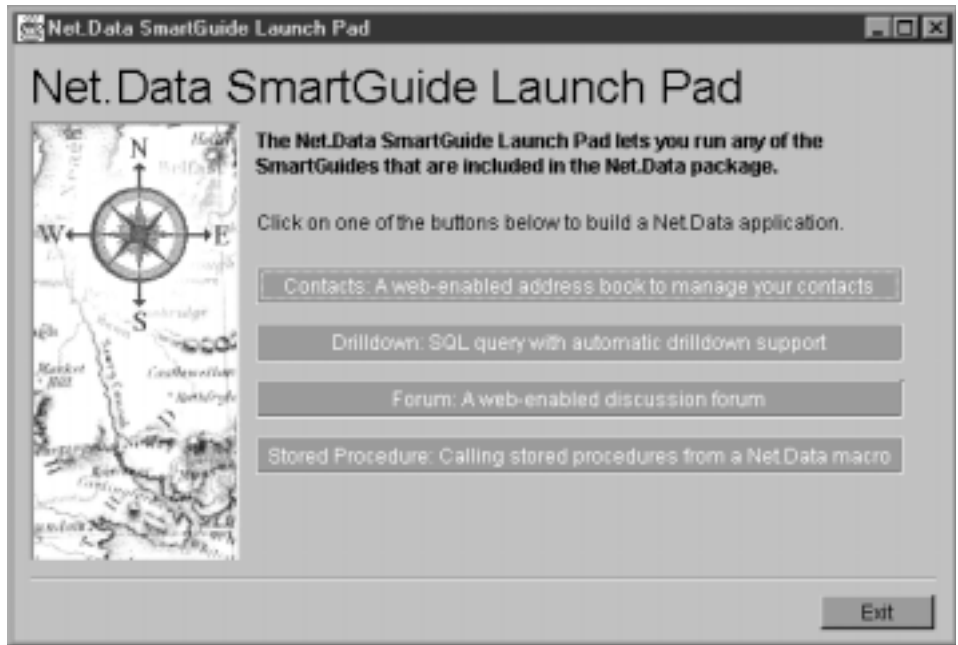 Net.Data SmartGuide Launch Pad
Net.Data SmartGuide Launch Pad
The Net.Data SmartGuide Launch Pad lets you run any of the
SmartGuides that are included in the Net.Data package.
Click on one of the buttons below to build a Net.Data application.
Contacts: A web-enabled address book to manage your contacts
Drilldown: SQL query with automatic drilldown support
Forum: A web-enabled discussion forum
Stored Procedure: Calling stored procedures from a Net.Data macro
N
W
E
S
Market
Hill
Exit